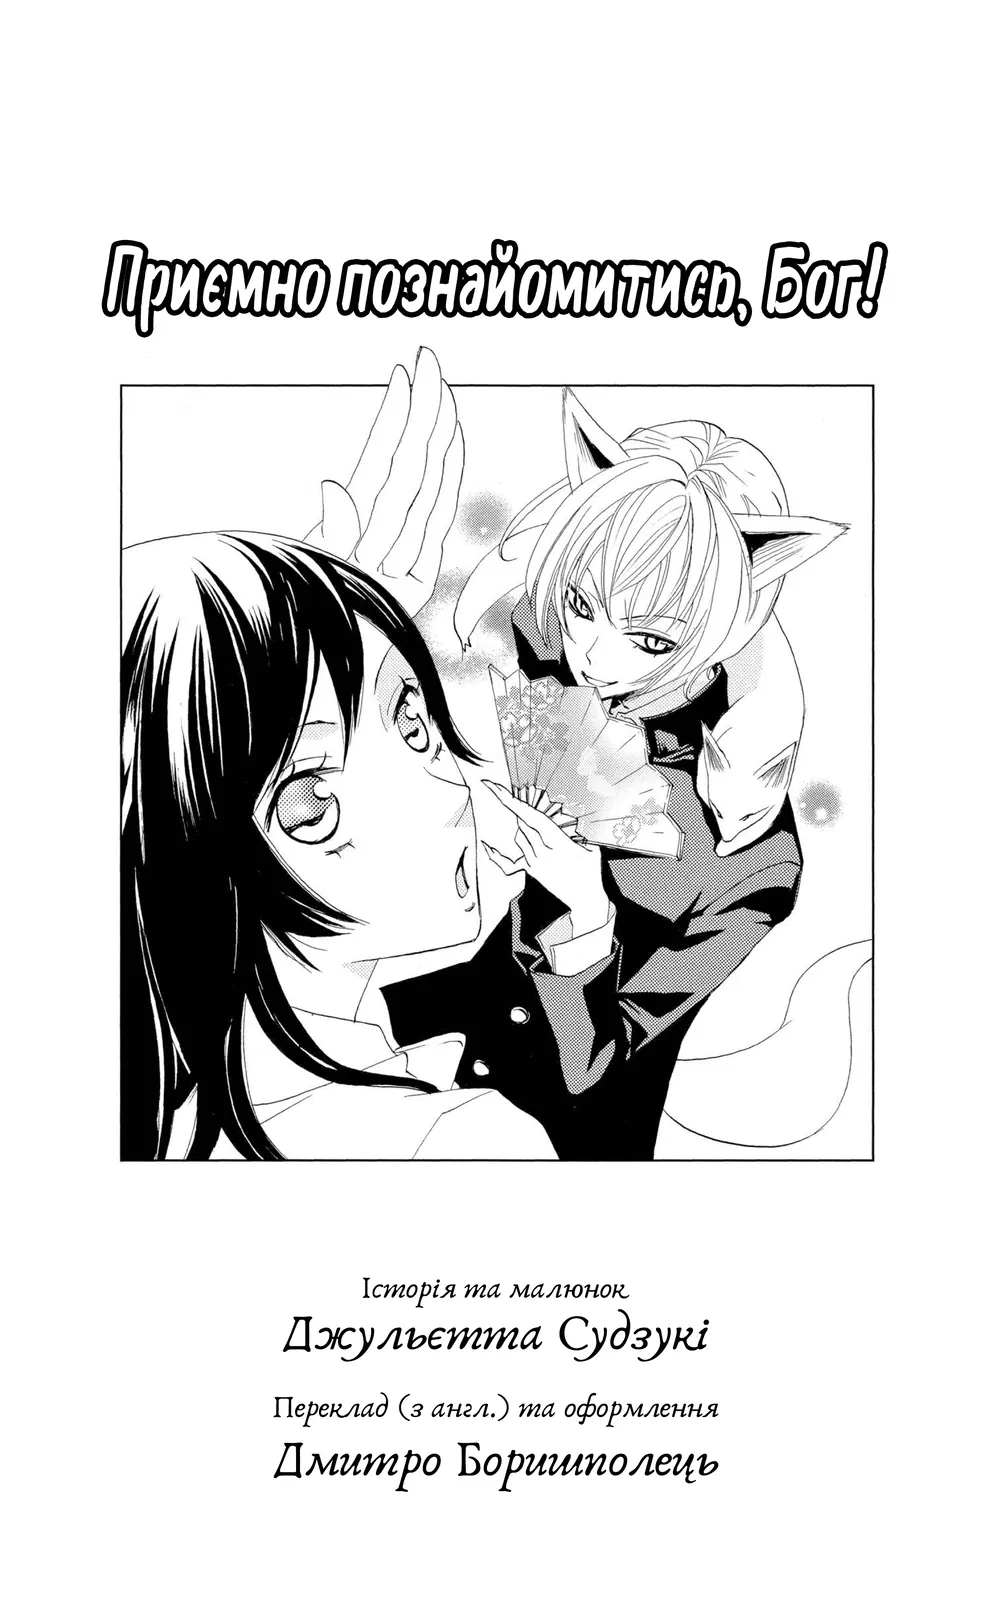 Приємно познайомитись, Бог!
Історія та малюнок
Джульєтта Судзукі
Переклад (з англ.) та оформлення
Дмитро Боришполець